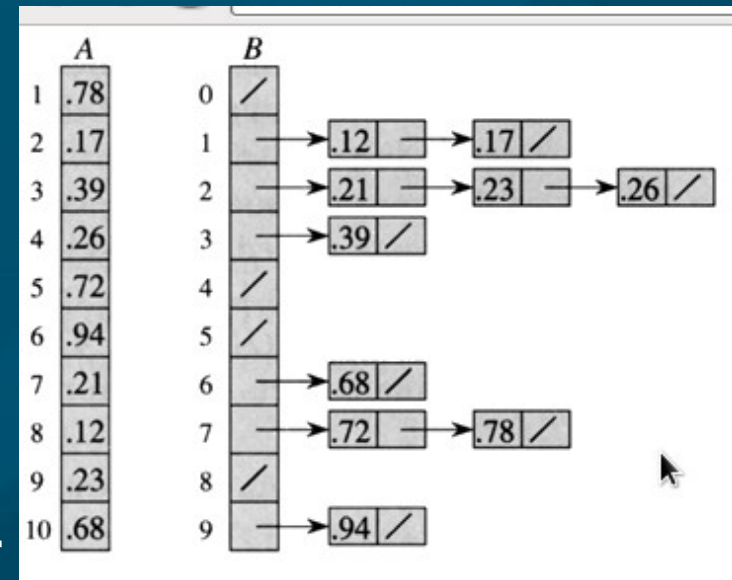 A B
1 .78 0 /
2 .17 1 .12 .17 /
3 .39 2 .21 .23 .26 /
4 .26 3 .39 /
5 .72 4 /
6 .94 5 /
7 .21 6 .68 /
8 .12 7 .72 .78 /
9 .23 8 /
10 .68 9 .94 /